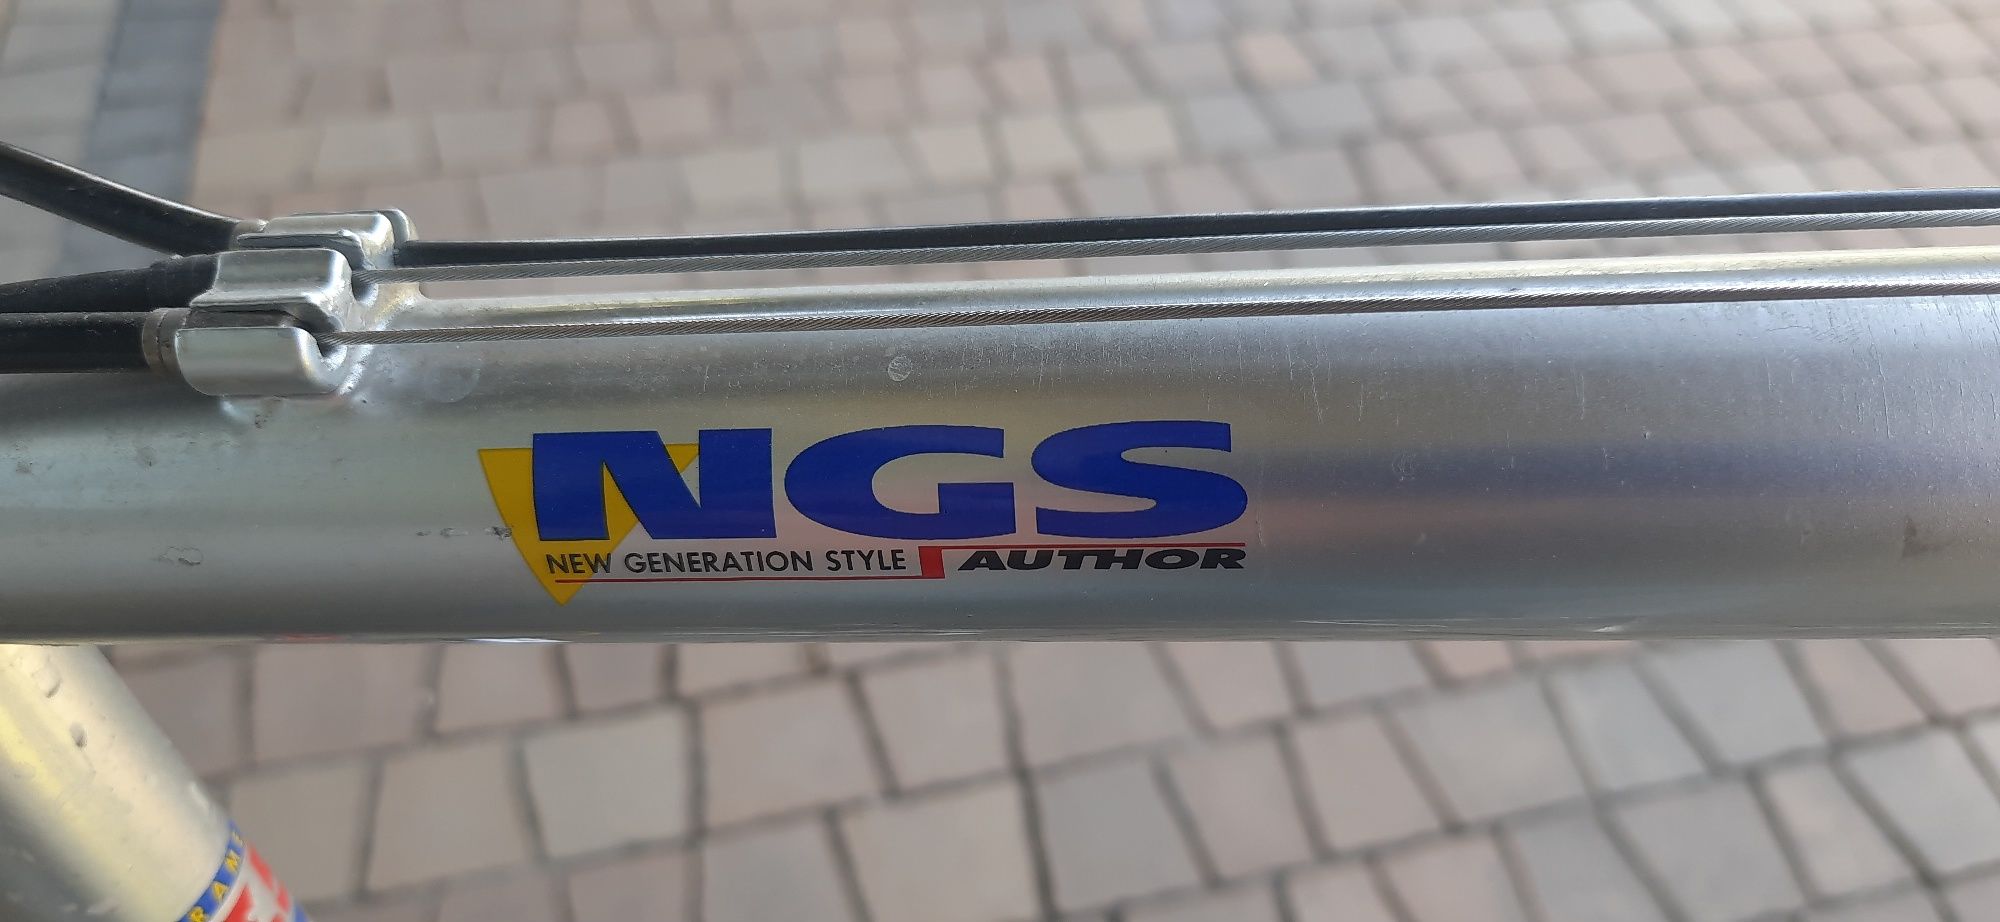 NGS
NEW GENERATION STYLE AUTHOR